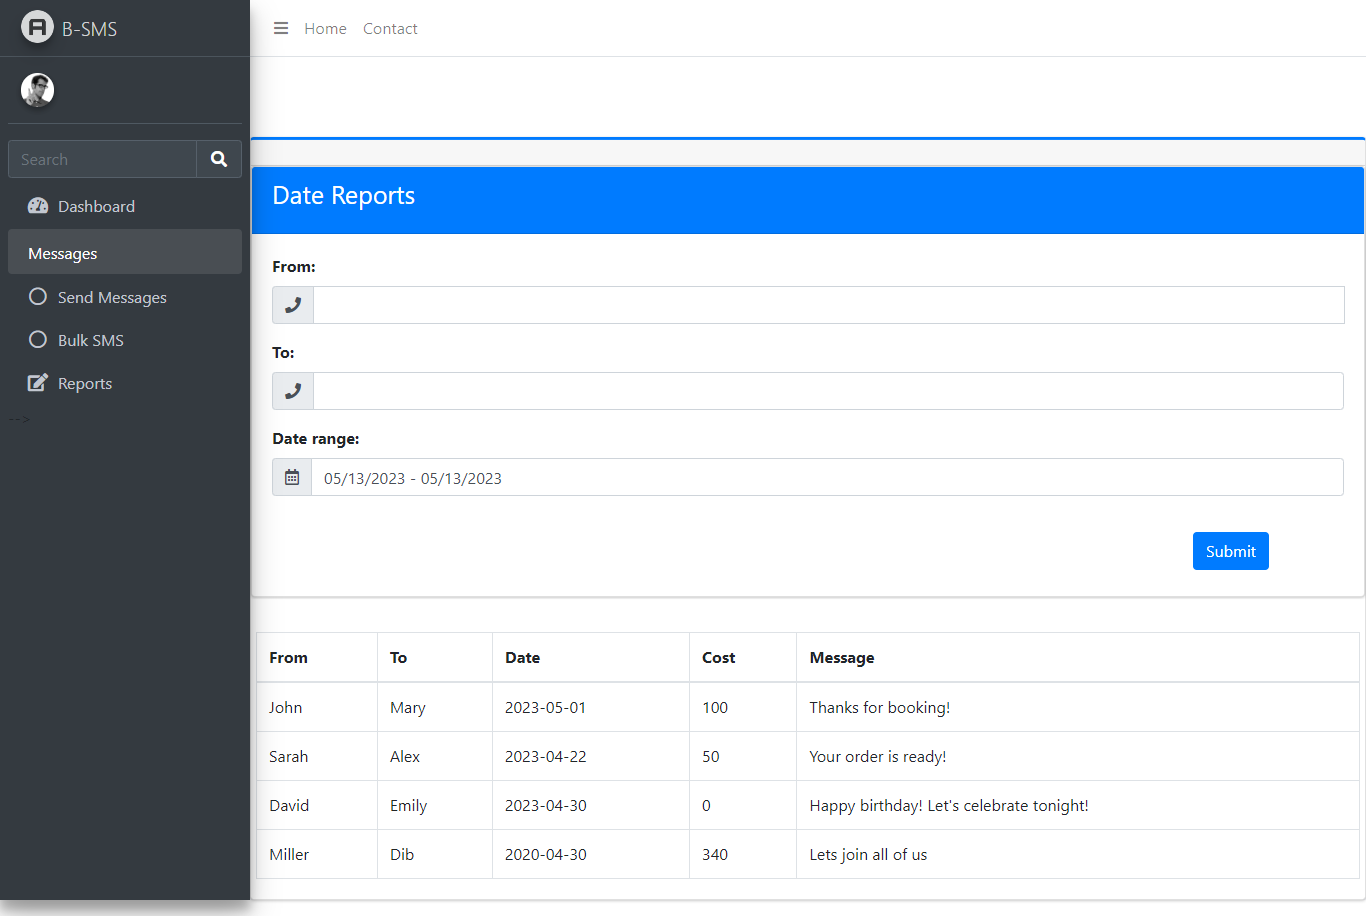 B-SMS
Home Contact
Search
Dashboard
Messages
Send Messages
Bulk SMS
Reports
-->
Date Reports
From:
To:
Date range:
05/13/2023 - 05/13/2023
Submit
From To Date Cost Message
John Mary 2023-05-01 100 Thanks for booking!
Sarah Alex 2023-04-22 50 Your order is ready!
David Emily 2023-04-30 0 Happy birthday! Let's celebrate tonight!
Miller Dib 2020-04-30 340 Lets join all of us